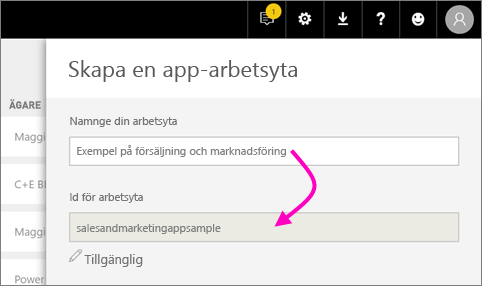 1
?
Skapa en app-arbetsyta
ÄGARE
Namnge din arbetsyta
Maggi
Exempel på försäljning och marknadsföring
C+E BI
Id för arbetsyta
Maggi
salesandmarketingappsample
Tillgänglig
Power